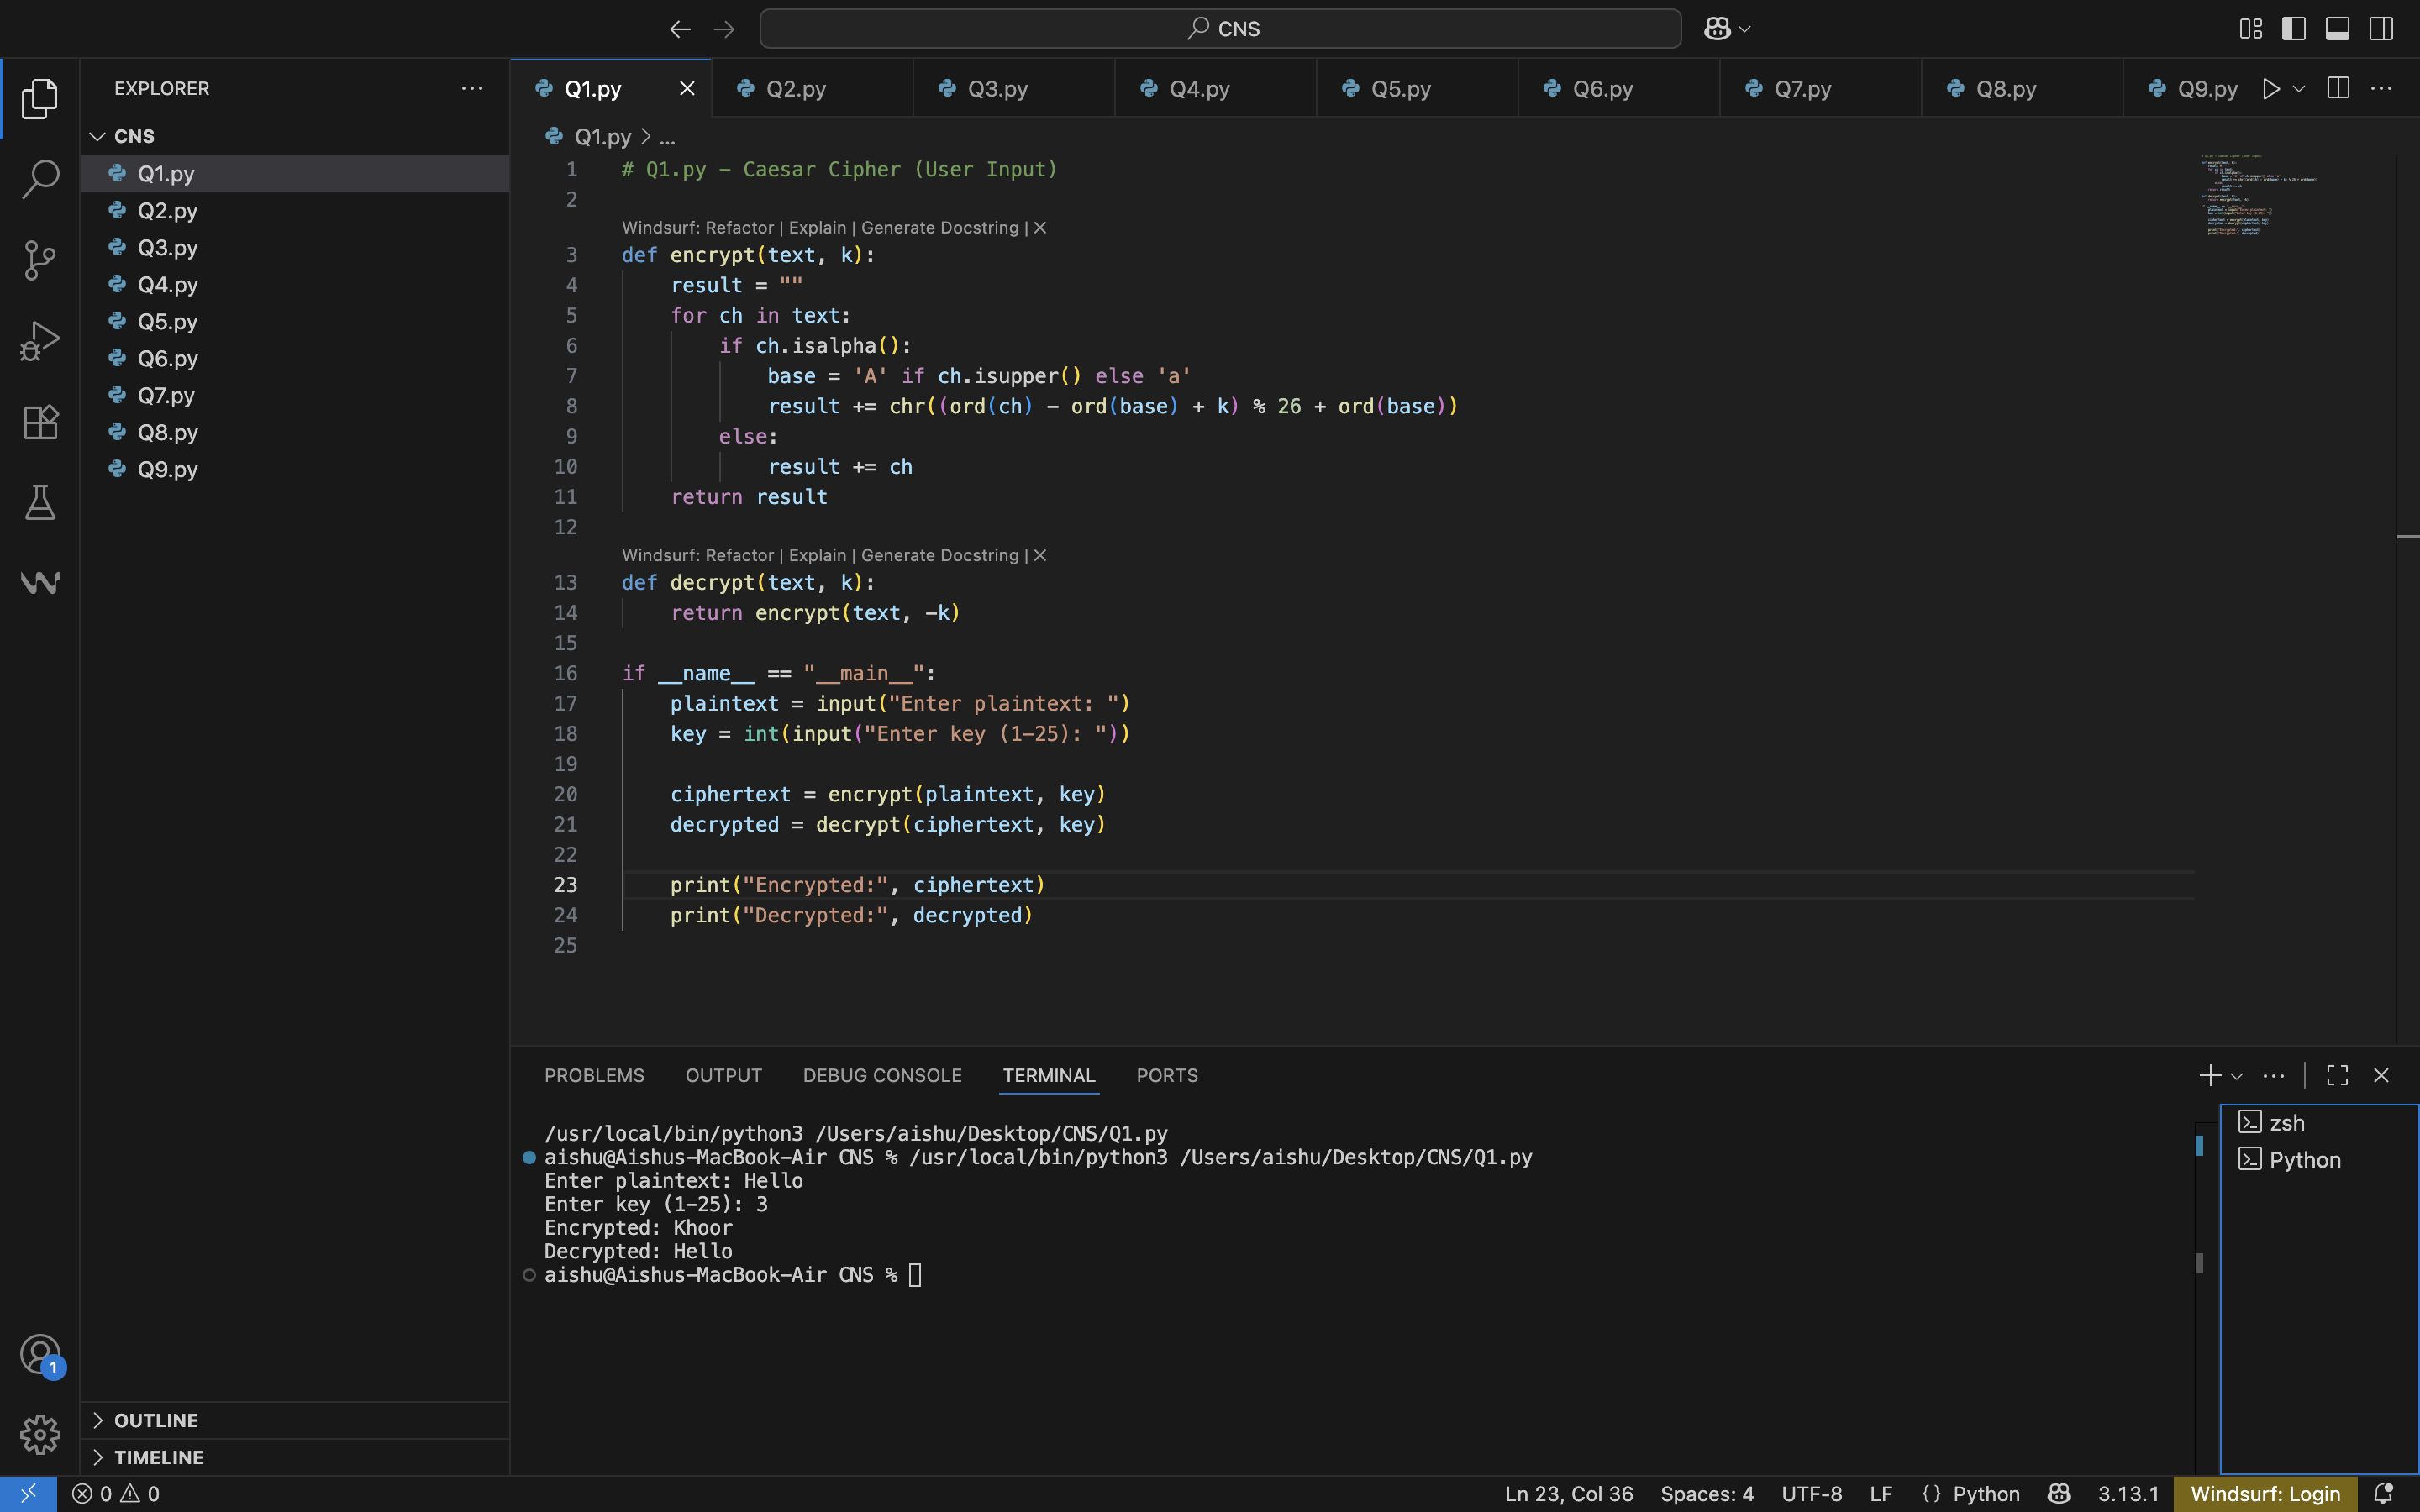 CNS
EXPLORER
CNS
Q1.py
Q2.py
Q3.py
Q4.py
Q5.py
Q6.py
Q7.py
Q8.py
Q9.py
OUTLINE
TIMELINE
1
Q1.py Q2.py Q3.py Q4.py Q5.py Q6.py Q7.py Q8.py Q9.py
Q1.py > ...
1 # Q1.py - Caesar Cipher (User Input)
2
Windsurf: Refactor | Explain | Generate Docstring | X
3 def encrypt(text, k):
4     result = ""
5     for ch in text:
6         if ch.isalpha():
7             base = 'A' if ch.isupper() else 'a'
8             result += chr((ord(ch) - ord(base) + k) % 26 + ord(base))
9         else:
10             result += ch
11     return result
12
Windsurf: Refactor | Explain | Generate Docstring | X
13 def decrypt(text, k):
14     return encrypt(text, -k)
15
16 if __name__ == "__main__":
17     plaintext = input("Enter plaintext: ")
18     key = int(input("Enter key (1-25): "))
19
20     ciphertext = encrypt(plaintext, key)
21     decrypted = decrypt(ciphertext, key)
22
23     print("Encrypted:", ciphertext)
24     print("Decrypted:", decrypted)
25
PROBLEMS OUTPUT DEBUG CONSOLE TERMINAL PORTS
/usr/local/bin/python3 /Users/aishu/Desktop/CNS/Q1.py
aishu@Aishus-MacBook-Air CNS % /usr/local/bin/python3 /Users/aishu/Desktop/CNS/Q1.py
Enter plaintext: Hello
Enter key (1-25): 3
Encrypted: Khoor
Decrypted: Hello
aishu@Aishus-MacBook-Air CNS %
zsh
Python
0 0 Ln 23, Col 36 Spaces: 4 UTF-8 LF {} Python 3.13.1 Windsurf: Login